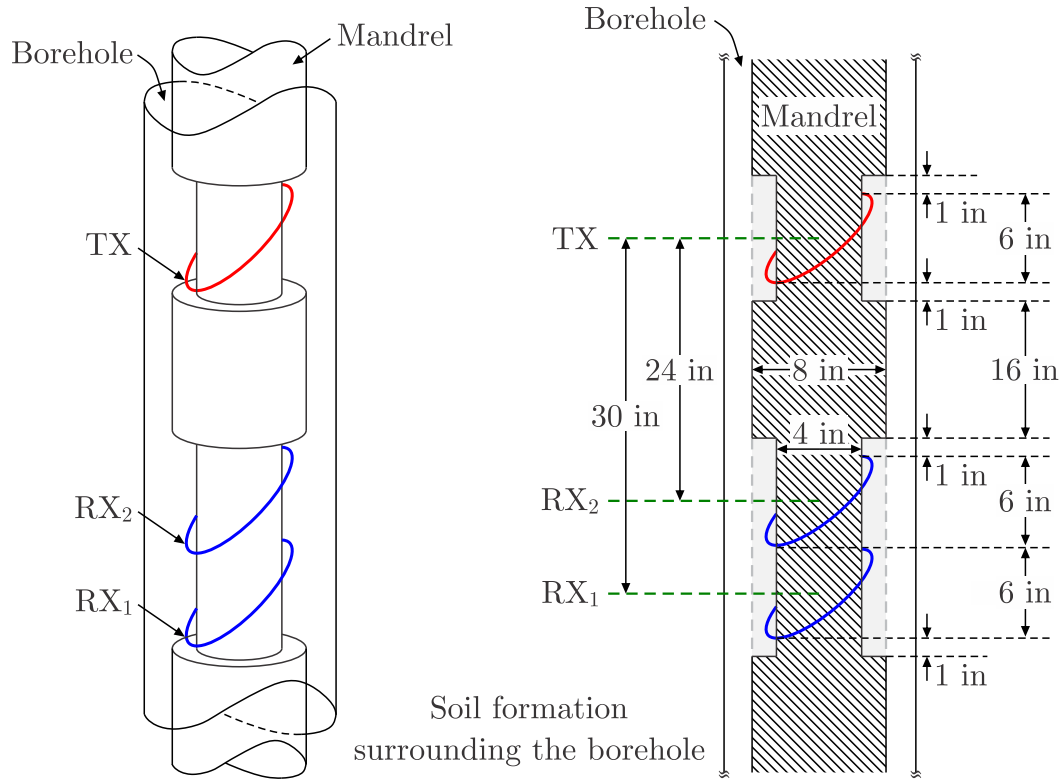 Borehole
Mandrel
TX
RX₂
RX₁
Soil formation
surrounding the borehole
Borehole
Mandrel
1 in
TX
6 in
1 in
24 in
8 in
16 in
30 in
4 in
1 in
RX₂
6 in
RX₁
6 in
1 in